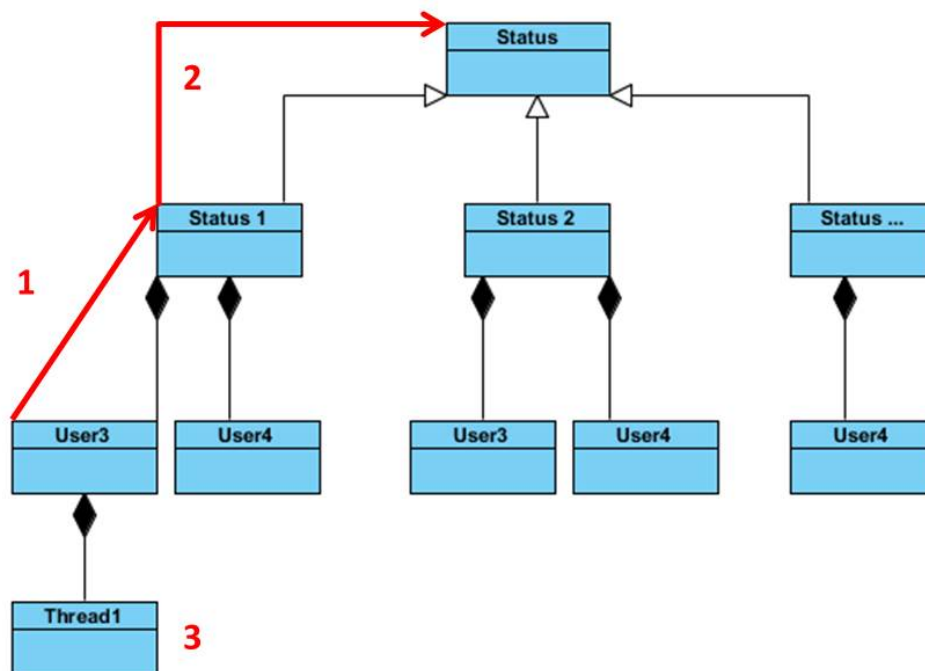 Status
2
Status 1
Status 2
Status ...
1
User3
User4
User3
User4
User4
Thread1
3